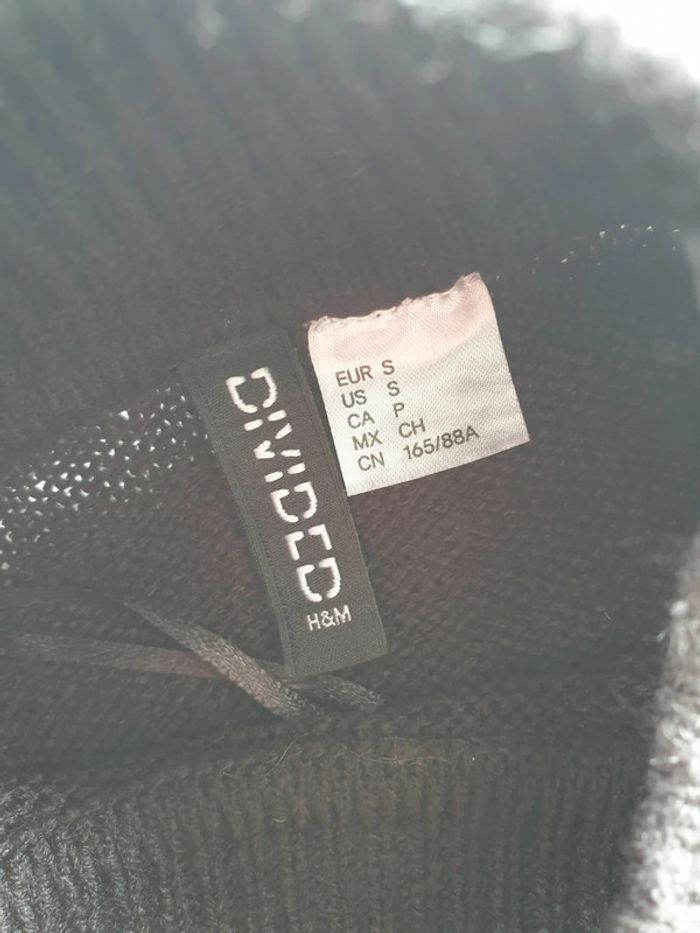 DIVIDED
H&M
EUR S
US S
CA P
MX CH
CN 165/88A